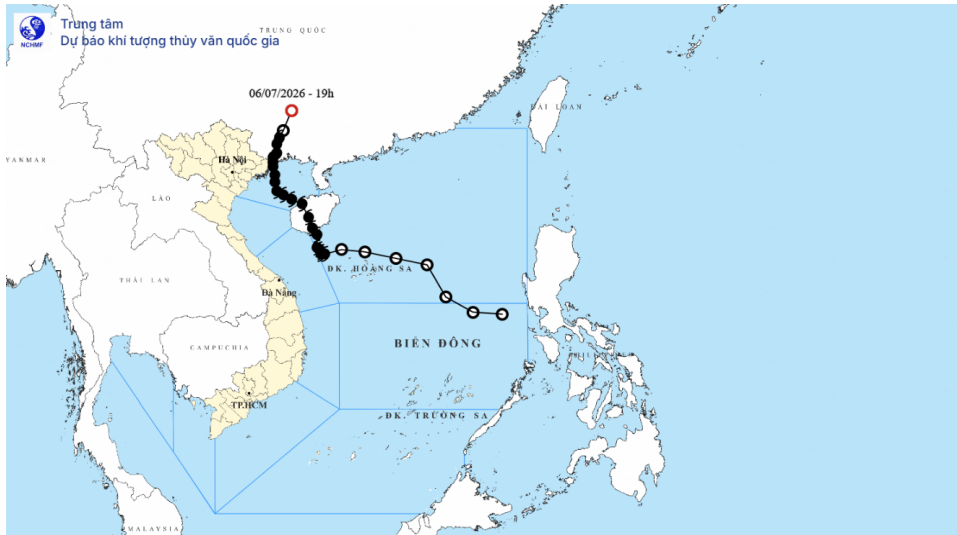 Trung tâm
Dự báo khí tượng thủy văn quốc gia
NCHMF
TRUNG QUỐC
06/07/2026 - 19h
ĐÀI LOAN
YANMAR
Hà Nội
LÀO
ĐK. HOÀNG SA
THÁI LAN
Đà Nẵng
CAMPUCHIA
BIỂN ĐÔNG
TP.HCM
ĐK. TRƯỜNG SA
MALAYSIA